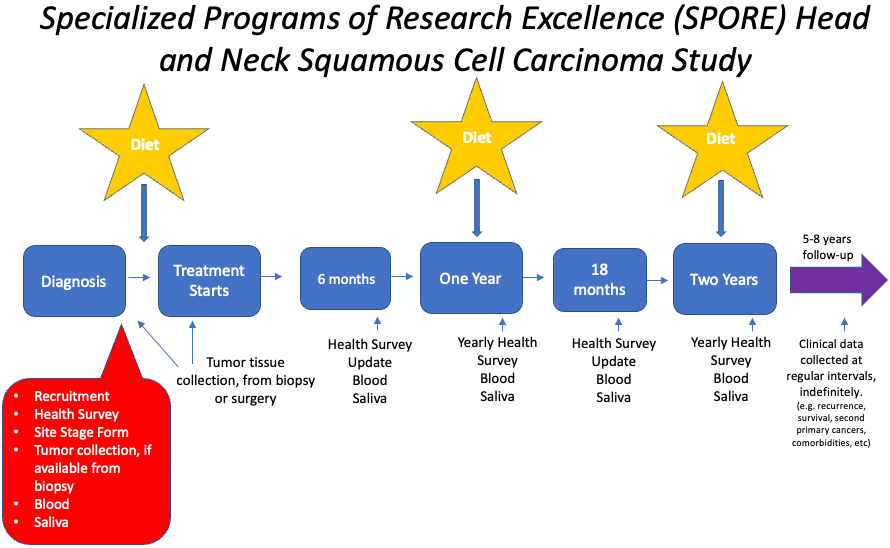 Specialized Programs of Research Excellence (SPORE) Head
and Neck Squamous Cell Carcinoma Study
Diet
Diet
Diet
Diagnosis
Treatment
Starts
6 months
One Year
18
months
Two Years
5-8 years
follow-up
• Recruitment
• Health Survey
• Site Stage Form
• Tumor collection, if
available from
biopsy
• Blood
• Saliva
Tumor tissue
collection, from biopsy
or surgery
Health Survey
Update
Blood
Saliva
Yearly Health
Survey
Blood
Saliva
Health Survey
Update
Blood
Saliva
Yearly Health
Survey
Blood
Saliva
Clinical data
collected at
regular intervals,
indefinitely.
(e.g. recurrence,
survival, second
primary cancers,
comorbidities, etc)